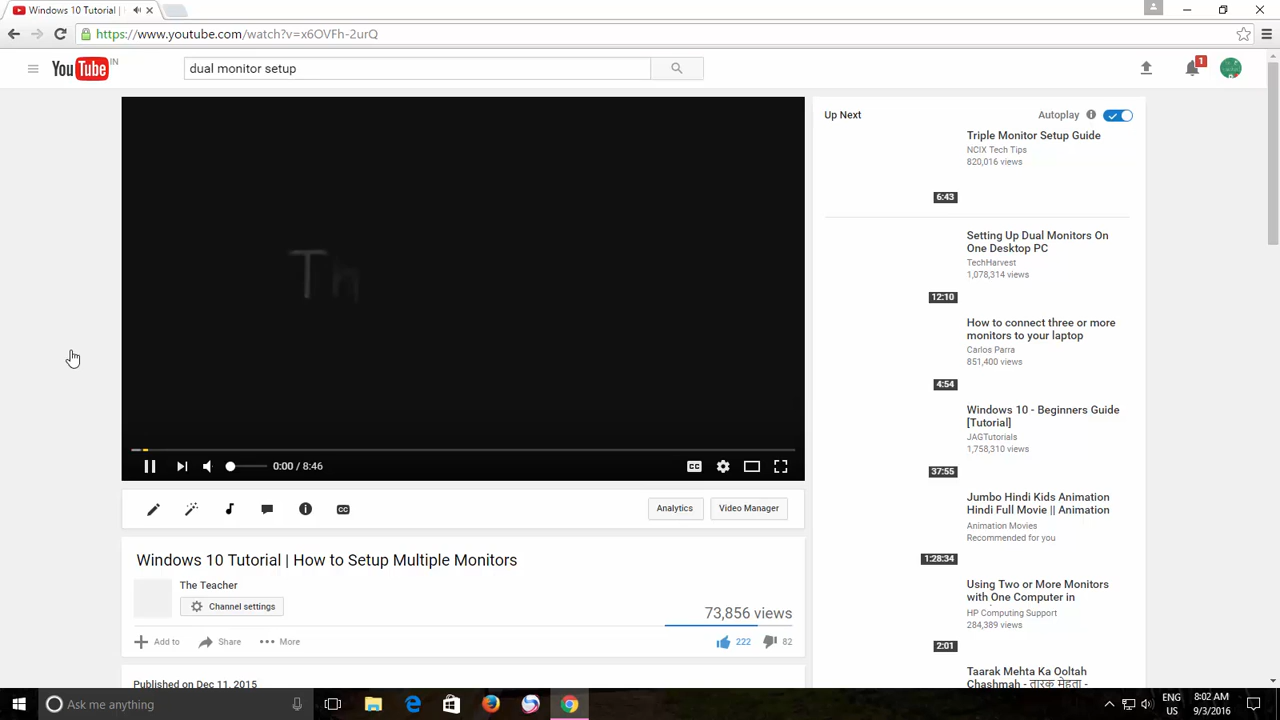 Windows 10 Tutorial |
https://www.youtube.com/watch?v=x6OVFh-2urQ
YouTube IN
dual monitor setup
1
Th
Up Next
Autoplay
Triple Monitor Setup Guide
NCIX Tech Tips
820,016 views
6:43
Setting Up Dual Monitors On
One Desktop PC
TechHarvest
1,078,314 views
12:10
How to connect three or more
monitors to your laptop
Carlos Parra
851,400 views
4:54
Windows 10 - Beginners Guide
[Tutorial]
JAGTutorials
1,758,310 views
37:55
Jumbo Hindi Kids Animation
Hindi Full Movie || Animation
Animation Movies
Recommended for you
1:28:34
Using Two or More Monitors
with One Computer in
HP Computing Support
284,389 views
2:01
Taarak Mehta Ka Ooltah
Chashmah - तारक मेहता -
0:00 / 8:46
CC
CC
Analytics
Video Manager
Windows 10 Tutorial | How to Setup Multiple Monitors
The Teacher
Channel settings
73,856 views
Add to
Share
More
222
82
Published on Dec 11, 2015
Ask me anything
ENG
US
8:02 AM
9/3/2016